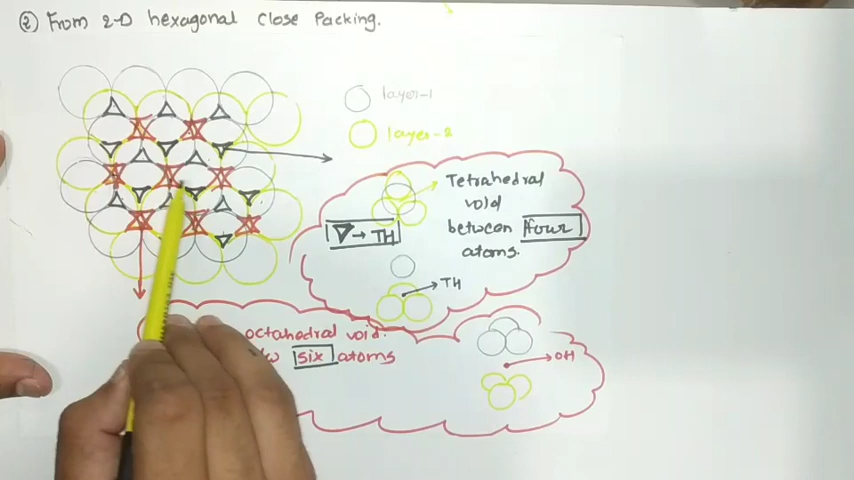 ② From 2-D hexagonal Close Packing.
layer-1
layer-2
Tetrahedral
void
between four
atoms.
▽→ TH
TH
octahedral void.
six atoms
OH